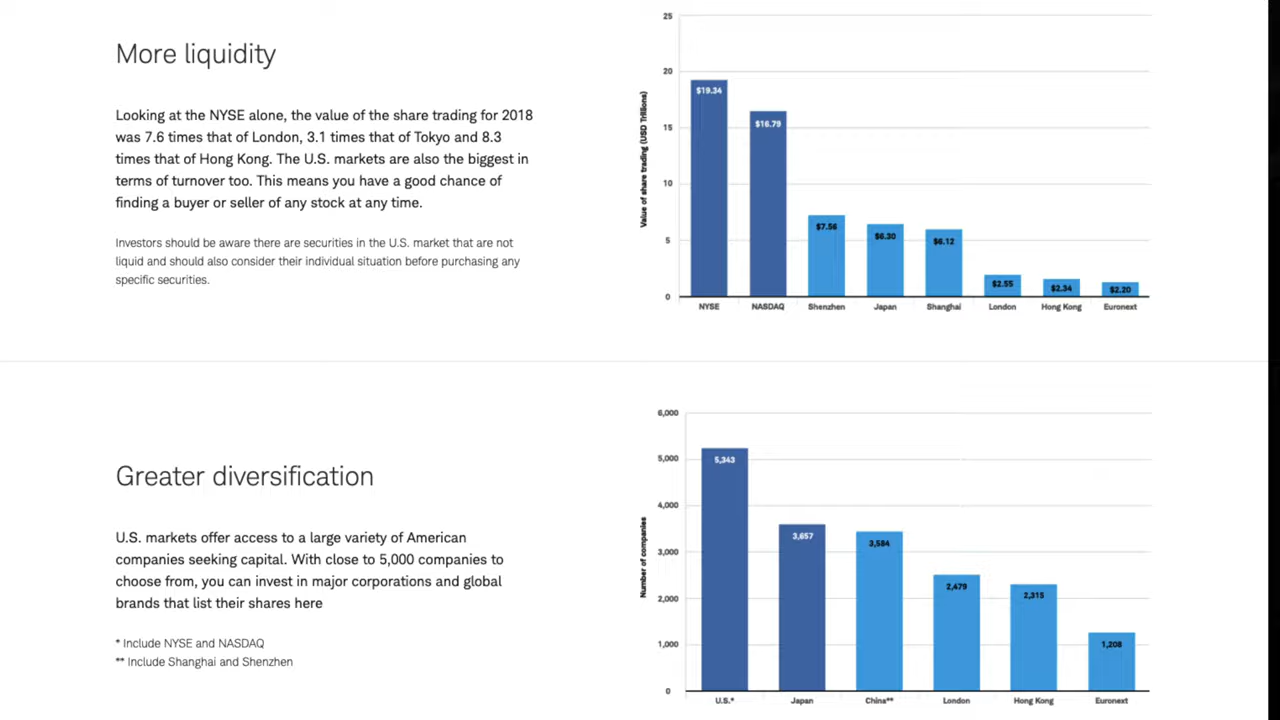 More liquidity
Looking at the NYSE alone, the value of the share trading for 2018
was 7.6 times that of London, 3.1 times that of Tokyo and 8.3
times that of Hong Kong. The U.S. markets are also the biggest in
terms of turnover too. This means you have a good chance of
finding a buyer or seller of any stock at any time.
Investors should be aware there are securities in the U.S. market that are not
liquid and should also consider their individual situation before purchasing any
specific securities.
Value of share trading (USD Trillions)
25
20
15
10
5
0
$19.34
$16.79
$7.56
$6.30
$6.12
$2.55
$2.34
$2.20
NYSE
NASDAQ
Shenzhen
Japan
Shanghai
London
Hong Kong
Euronext
Greater diversification
U.S. markets offer access to a large variety of American
companies seeking capital. With close to 5,000 companies to
choose from, you can invest in major corporations and global
brands that list their shares here
* Include NYSE and NASDAQ
** Include Shanghai and Shenzhen
Number of companies
6,000
5,000
4,000
3,000
2,000
1,000
0
5,343
3,657
3,584
2,479
2,315
1,208
U.S.*
Japan
China**
London
Hong Kong
Euronext